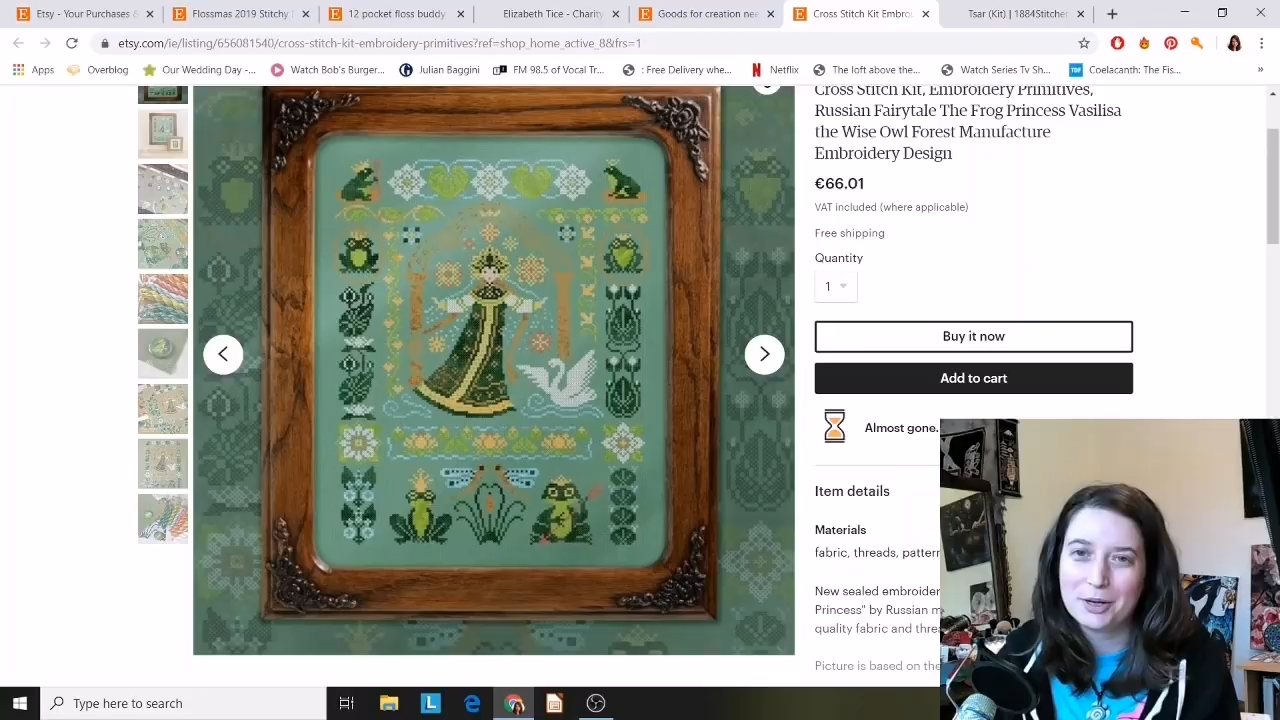 Etsy - Your Purchases on E
Flossmas 2019 Stitchy
12 pocket floss buddy
Elizabeth Tice - Charity
Goods for creation nee
Cross Stitch Kit Embro
Tsar (Kit) | 1884Stitches
etsy.com/ie/listing/656081540/cross-stitch-kit-embroidery-primitives?ref=shop_home_active_8&frs=1
Apps
Overblog
Our Wedding Day -...
Watch Bob's Burger...
Julian Baggini
FM 98.5 of Vocal Tr...
: Free Delivery whe...
Netflix
The loft above the...
Watch Series Tv S
Coelacanth: The Fis...
»
Cross Stitch Kit, Embroidery Primitives,
Russian Fairytale The Frog Princess Vasilisa
the Wise Owl Forest Manufacture
Embroidery Design
€66.01
VAT included (where applicable)
Free shipping
Quantity
1
Buy it now
Add to cart
Almost gone.
Item details
Materials
fabric, threads, pattern
New sealed embroider
Princess" by Russian m
quality fabric and thre
Picture is based on the
Type here to search